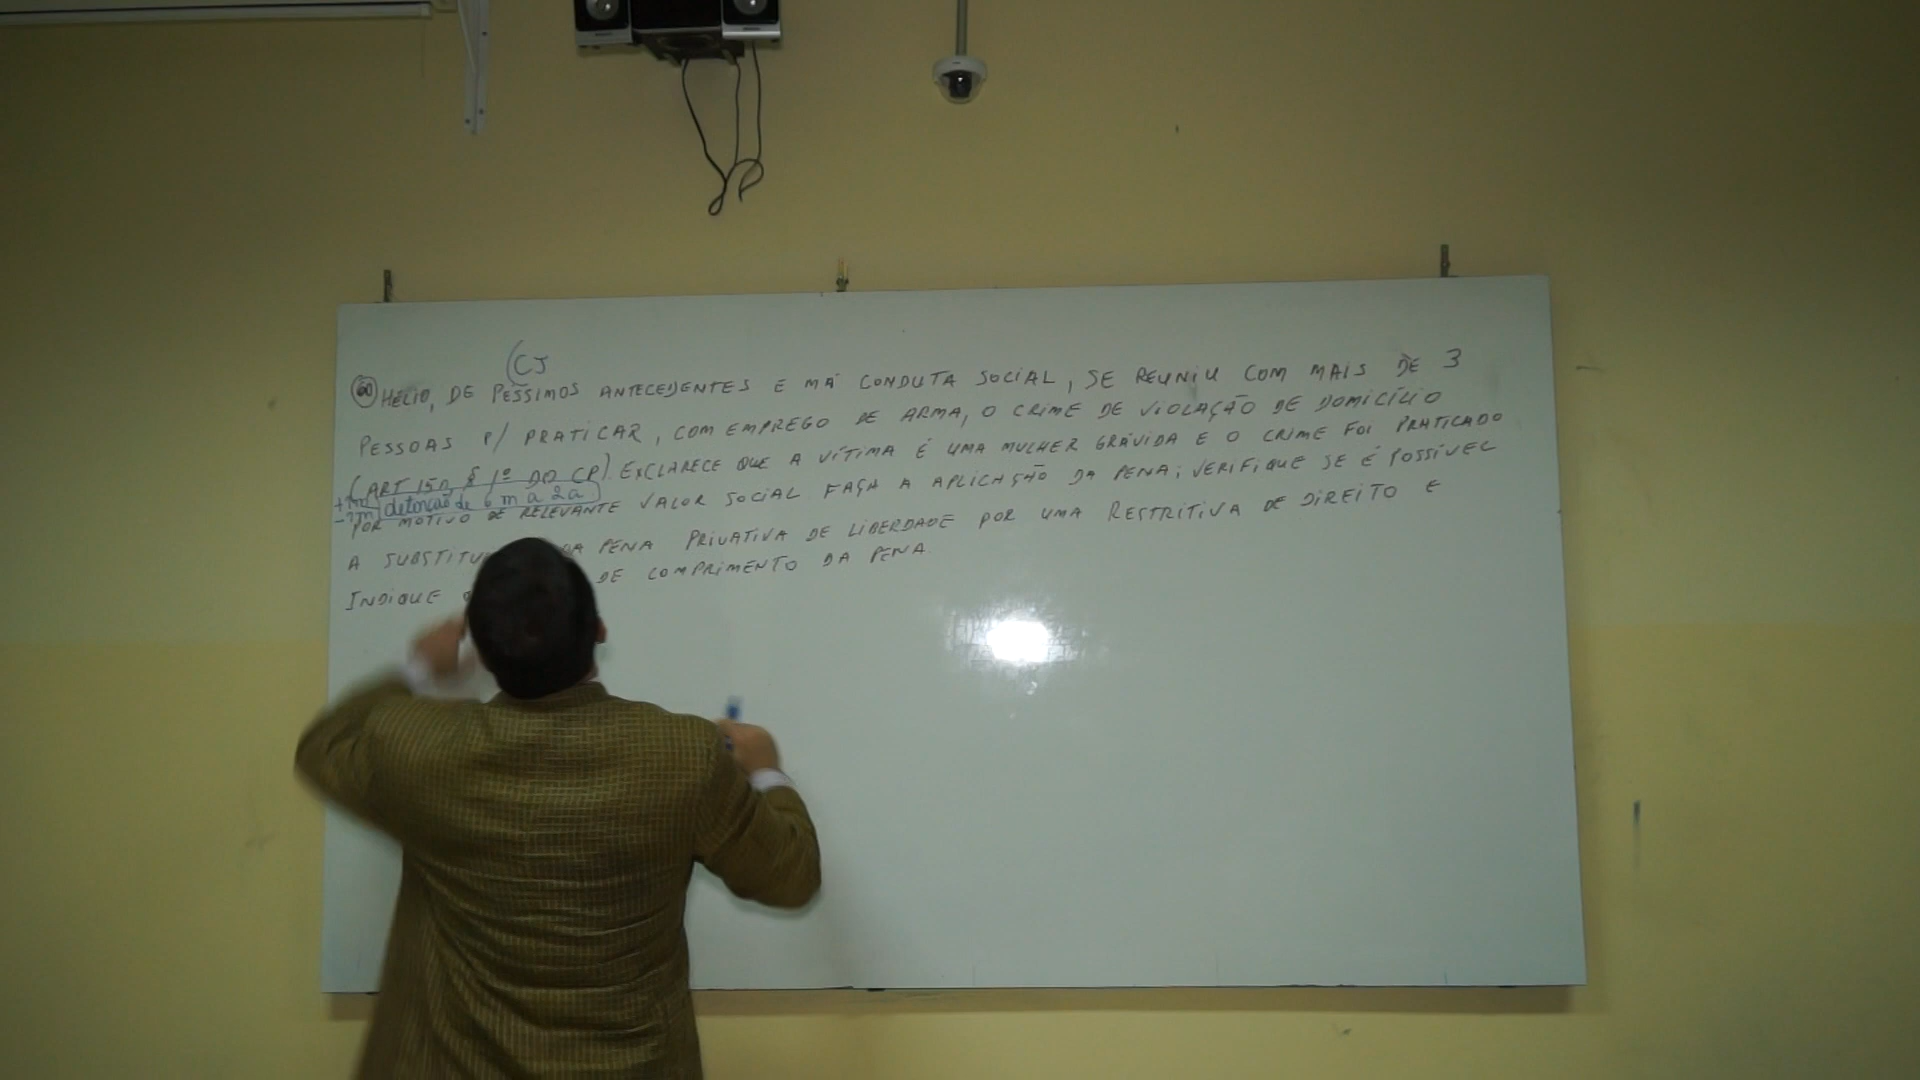 (CJ
60 HÉLIO, DE PÉSSIMOS ANTECEDENTES E MÁ CONDUTA SOCIAL, SE REUNIU COM MAIS DE 3
PESSOAS P/ PRATICAR, COM EMPREGO DE ARMA, O CRIME DE VIOLAÇÃO DE DOMICÍLIO
(ART 150, § 1º DO CP). EXCLARECE QUE A VÍTIMA É UMA MULHER GRÁVIDA E O CRIME FOI PRATICADO
detenção de 6 m a 2a
POR MOTIVO DE RELEVANTE VALOR SOCIAL. FAÇA A APLICAÇÃO DA PENA; VERIFIQUE SE É POSSÍVEL
A DA PENA PRIVATIVA DE LIBERDADE POR UMA RESTRITIVA DE DIREITO E
INDIQUE DE COMPRIMENTO DA PENA